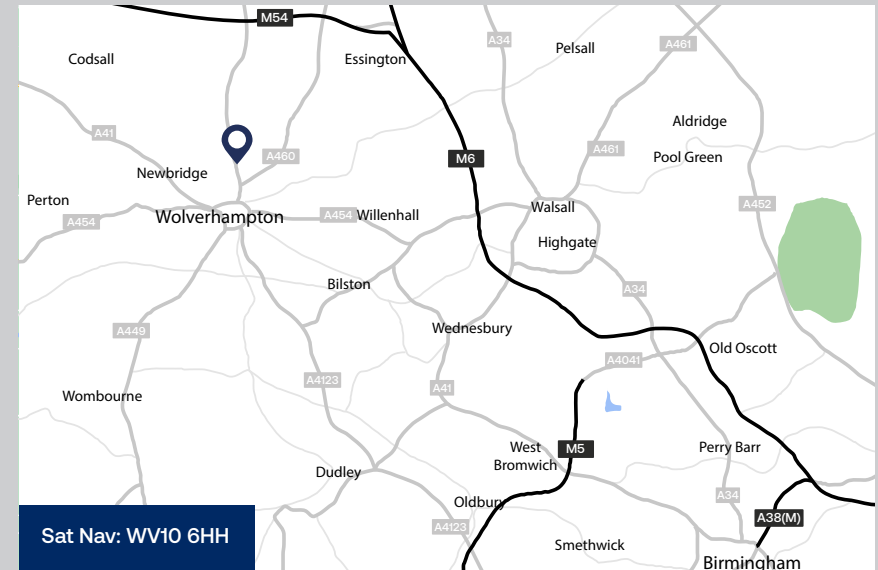 M54
A34
A461
Codsall
Essington
Pelsall
Aldridge
A41
A460
M6
A461
Pool Green
Newbridge
Perton
A454
Wolverhampton
A454
Willenhall
Walsall
A452
Highgate
Bilston
A34
A449
Wednesbury
Old Oscott
A4041
A4123
A41
Wombourne
West
Bromwich
M5
Perry Barr
Dudley
Oldbury
A34
A4123
A38(M)
Sat Nav: WV10 6HH
Smethwick
Birmingham